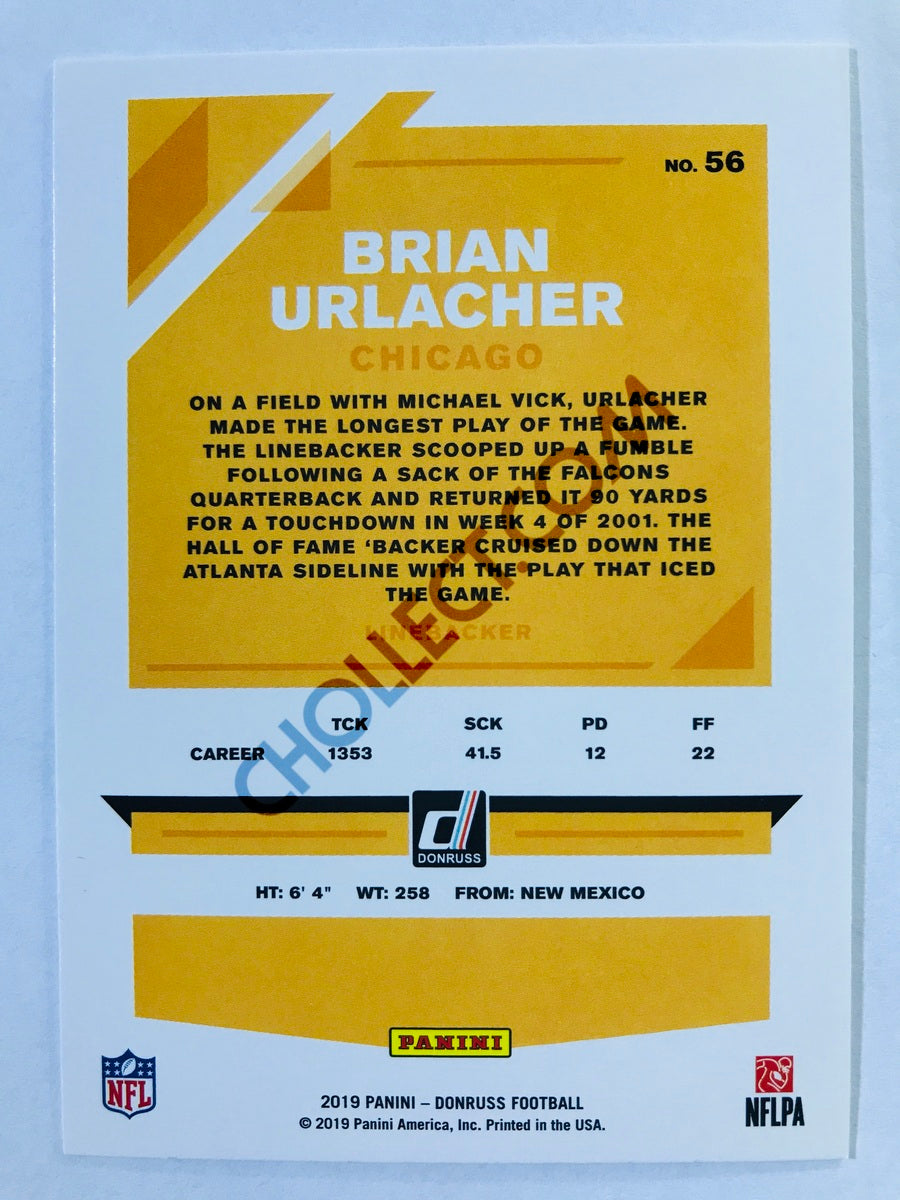 NO. 56
BRIAN
URLACHER
CHICAGO
ON A FIELD WITH MICHAEL VICK, URLACHER
MADE THE LONGEST PLAY OF THE GAME.
THE LINEBACKER SCOOPED UP A FUMBLE
FOLLOWING A SACK OF THE FALCONS
QUARTERBACK AND RETURNED IT 90 YARDS
FOR A TOUCHDOWN IN WEEK 4 OF 2001. THE
HALL OF FAME ‘BACKER CRUISED DOWN THE
ATLANTA SIDELINE WITH THE PLAY THAT ICED
THE GAME.
LINEBACKER
CHOLLECT.COM
TCK SCK PD FF
CAREER 1353 41.5 12 22
d
DONRUSS
HT: 6' 4" WT: 258 FROM: NEW MEXICO
PANINI
NFL
NFLPA
2019 PANINI – DONRUSS FOOTBALL
© 2019 Panini America, Inc. Printed in the USA.